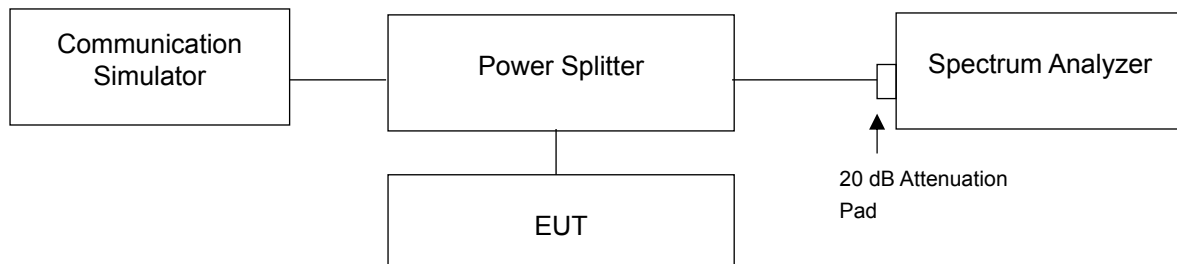 Communication
Simulator
Power Splitter
Spectrum Analyzer
20 dB Attenuation
Pad
EUT